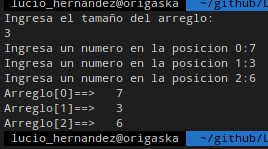 lucio_hernandez@origaska ~/github/L
Ingresa el tamaño del arreglo:
3
Ingresa un numero en la posicion 0:7
Ingresa un numero en la posicion 1:3
Ingresa un numero en la posicion 2:6
Arreglo[0]==> 7
Arreglo[1]==> 3
Arreglo[2]==> 6
lucio_hernandez@origaska ~/github/L